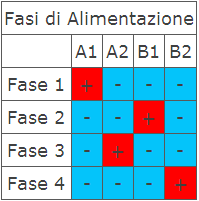 Fasi di Alimentazione
A1 A2 B1 B2
Fase 1 + - - -
Fase 2 - - + -
Fase 3 - + - -
Fase 4 - - - +